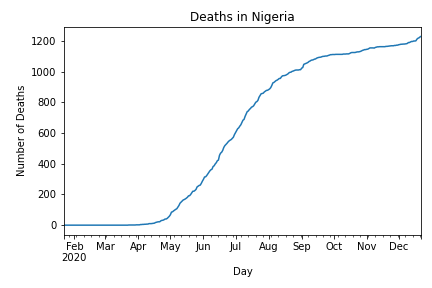 Deaths in Nigeria
Number of Deaths
1200
1000
800
600
400
200
0
Feb Mar Apr May Jun Jul Aug Sep Oct Nov Dec
2020
Day